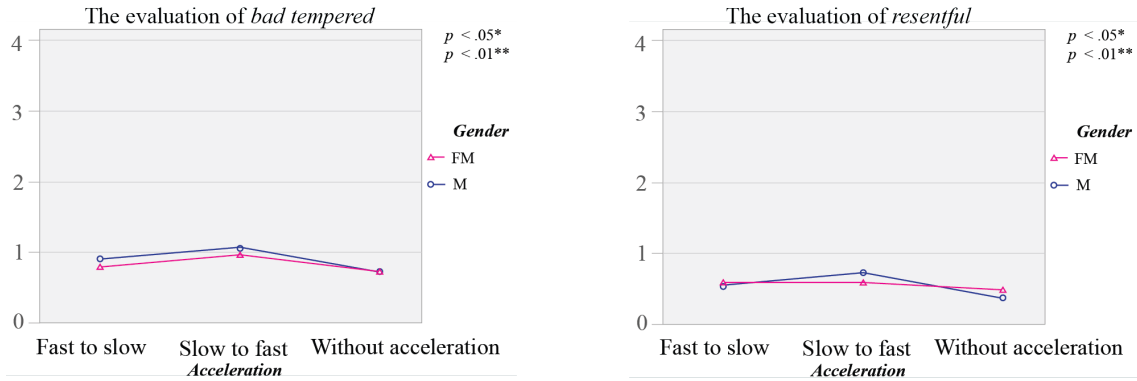 The evaluation of bad tempered
4
3
2
1
0
p < .05*
p < .01**
Gender
FM
M
Fast to slow
Slow to fast
Without acceleration
Acceleration
The evaluation of resentful
4
3
2
1
0
p < .05*
p < .01**
Gender
FM
M
Fast to slow
Slow to fast
Without acceleration
Acceleration